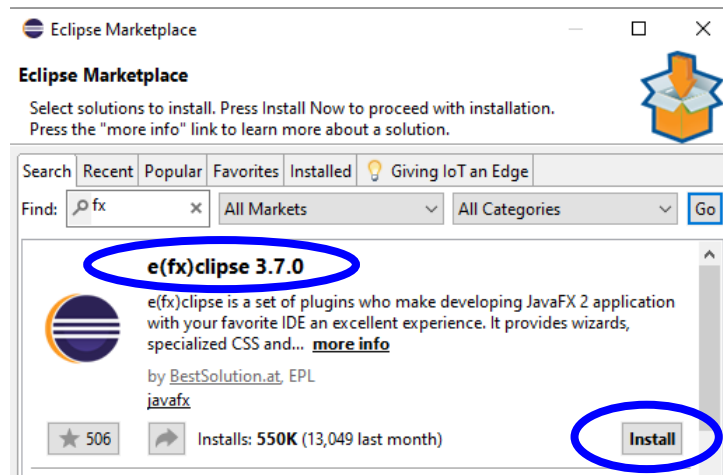 Eclipse Marketplace
Eclipse Marketplace
Select solutions to install. Press Install Now to proceed with installation.
Press the "more info" link to learn more about a solution.
Search Recent Popular Favorites Installed Giving IoT an Edge
Find: fx All Markets All Categories Go
e(fx)clipse 3.7.0
e(fx)clipse is a set of plugins who make developing JavaFX 2 application
with your favorite IDE an excellent experience. It provides wizards,
specialized CSS and... more info
by BestSolution.at, EPL
javafx
506 Installs: 550K (13,049 last month) Install